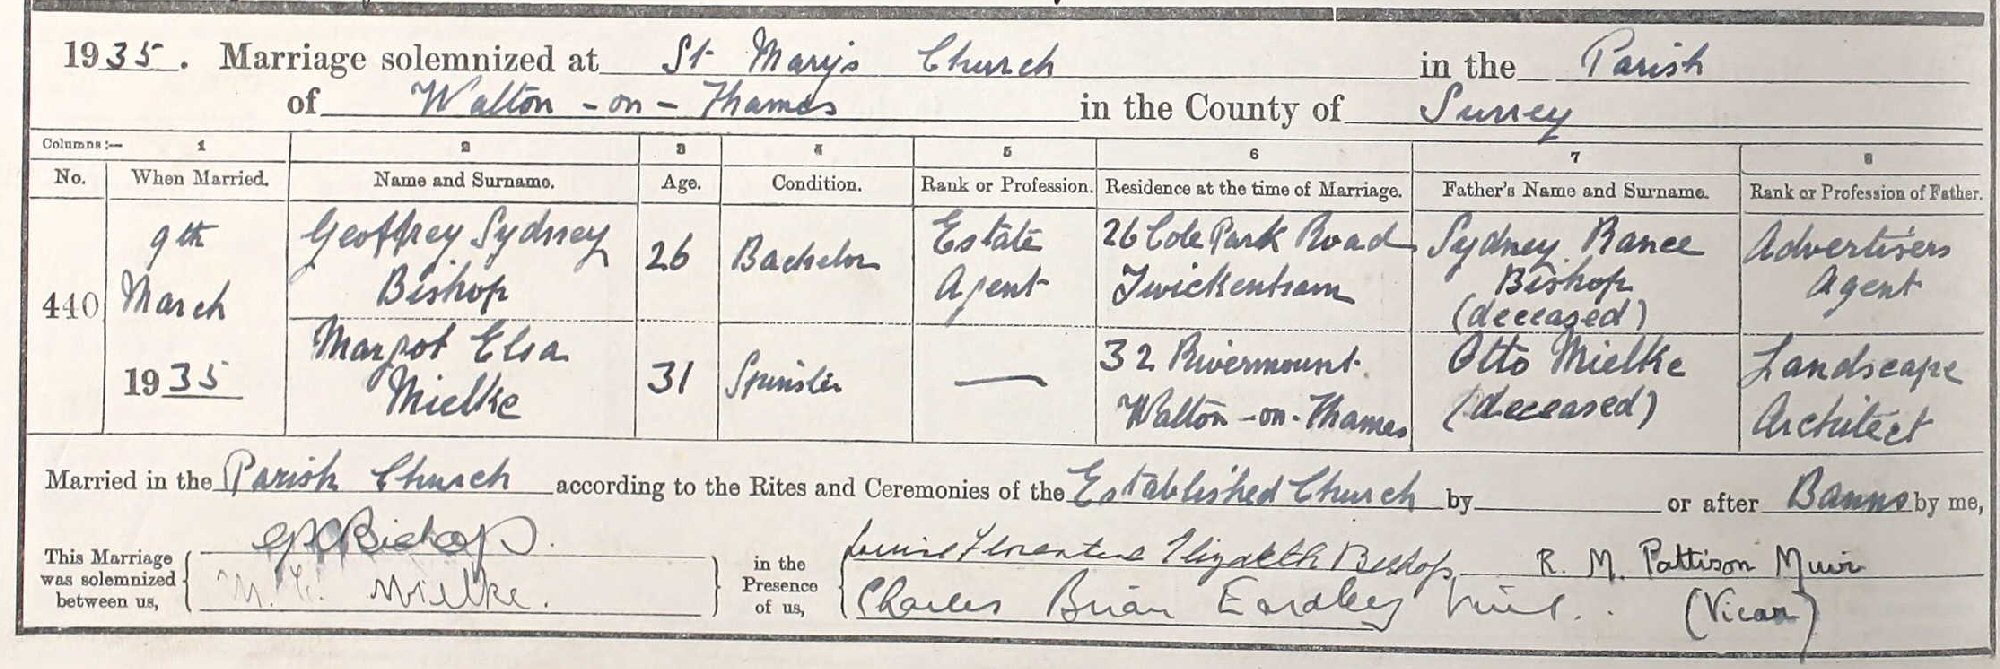 1935. Marriage solemnized at St Mary's Church in the Parish
of Walton-on-Thames in the County of Surrey
Columns:— 1 2 3 4 5 6 7 8
No. When Married. Name and Surname. Age. Condition. Rank or Profession. Residence at the time of Marriage. Father's Name and Surname. Rank or Profession of Father.
440 9th March 1935
Geoffrey Sydney Bishop 26 Bachelor Estate Agent 26 Cole Park Road Twickenham Sydney Rance Bishop (deceased) Advertisers Agent
Margot Elsa Mielke 31 Spinster — 32 Rivermount Walton-on-Thames Otto Mielke (deceased) Landscape Architect
Married in the Parish Church according to the Rites and Ceremonies of the Established Church by or after Banns by me,
This Marriage was solemnized between us,
G S Bishop.
M. E. Mielke.
in the Presence of us,
Louise Florentine Elizabeth Bishop
Charles Brian Eardley
R. M. Pattison Muir
(Vicar)